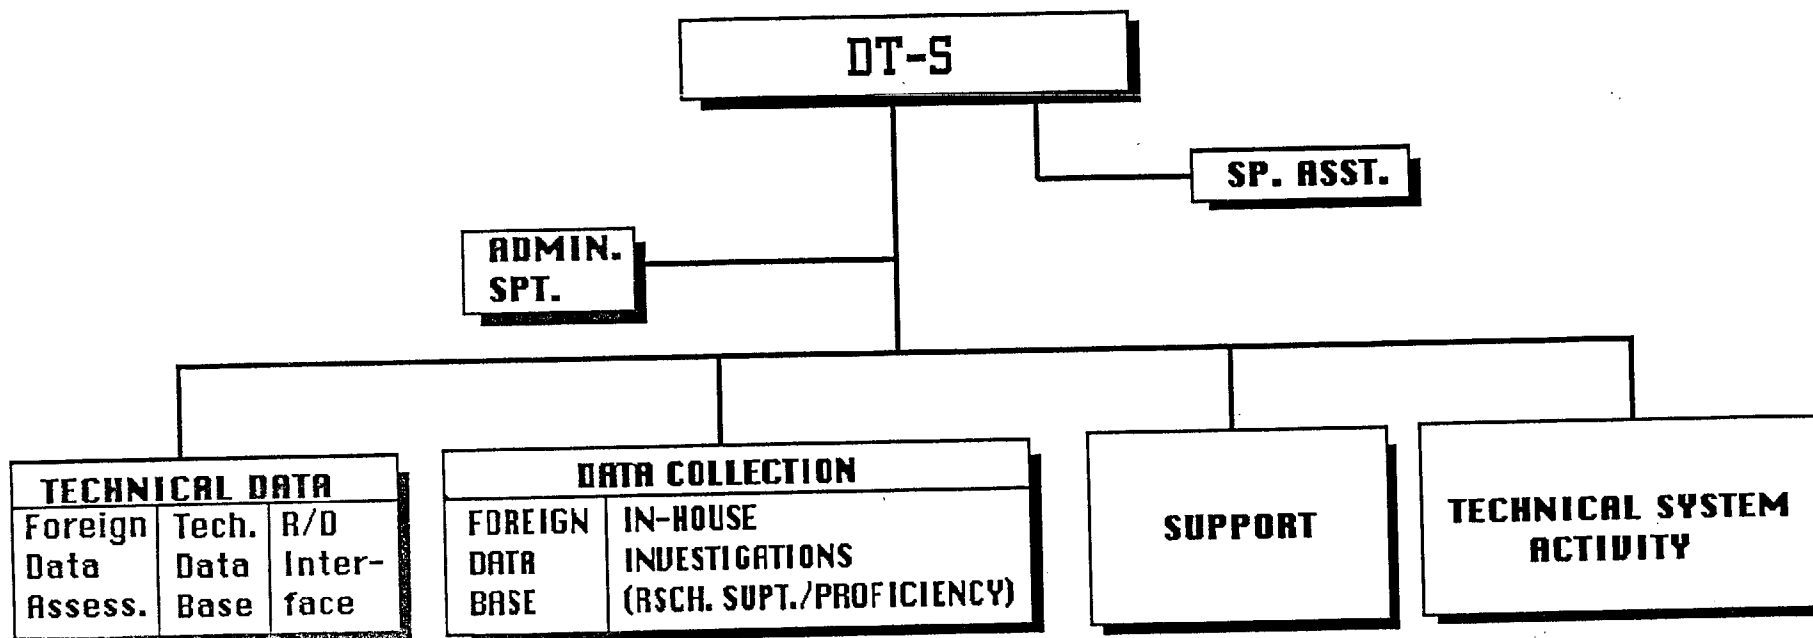 DT-S
SP. ASST.
ADMIN.
SPT.
TECHNICAL DATA
Foreign
Data
Assess.
Tech.
Data
Base
R/D
Inter-
face
DATA COLLECTION
FOREIGN
DATA
BASE
IN-HOUSE
INVESTIGATIONS
(RSCH. SUPT./PROFICIENCY)
SUPPORT
TECHNICAL SYSTEM
ACTIVITY